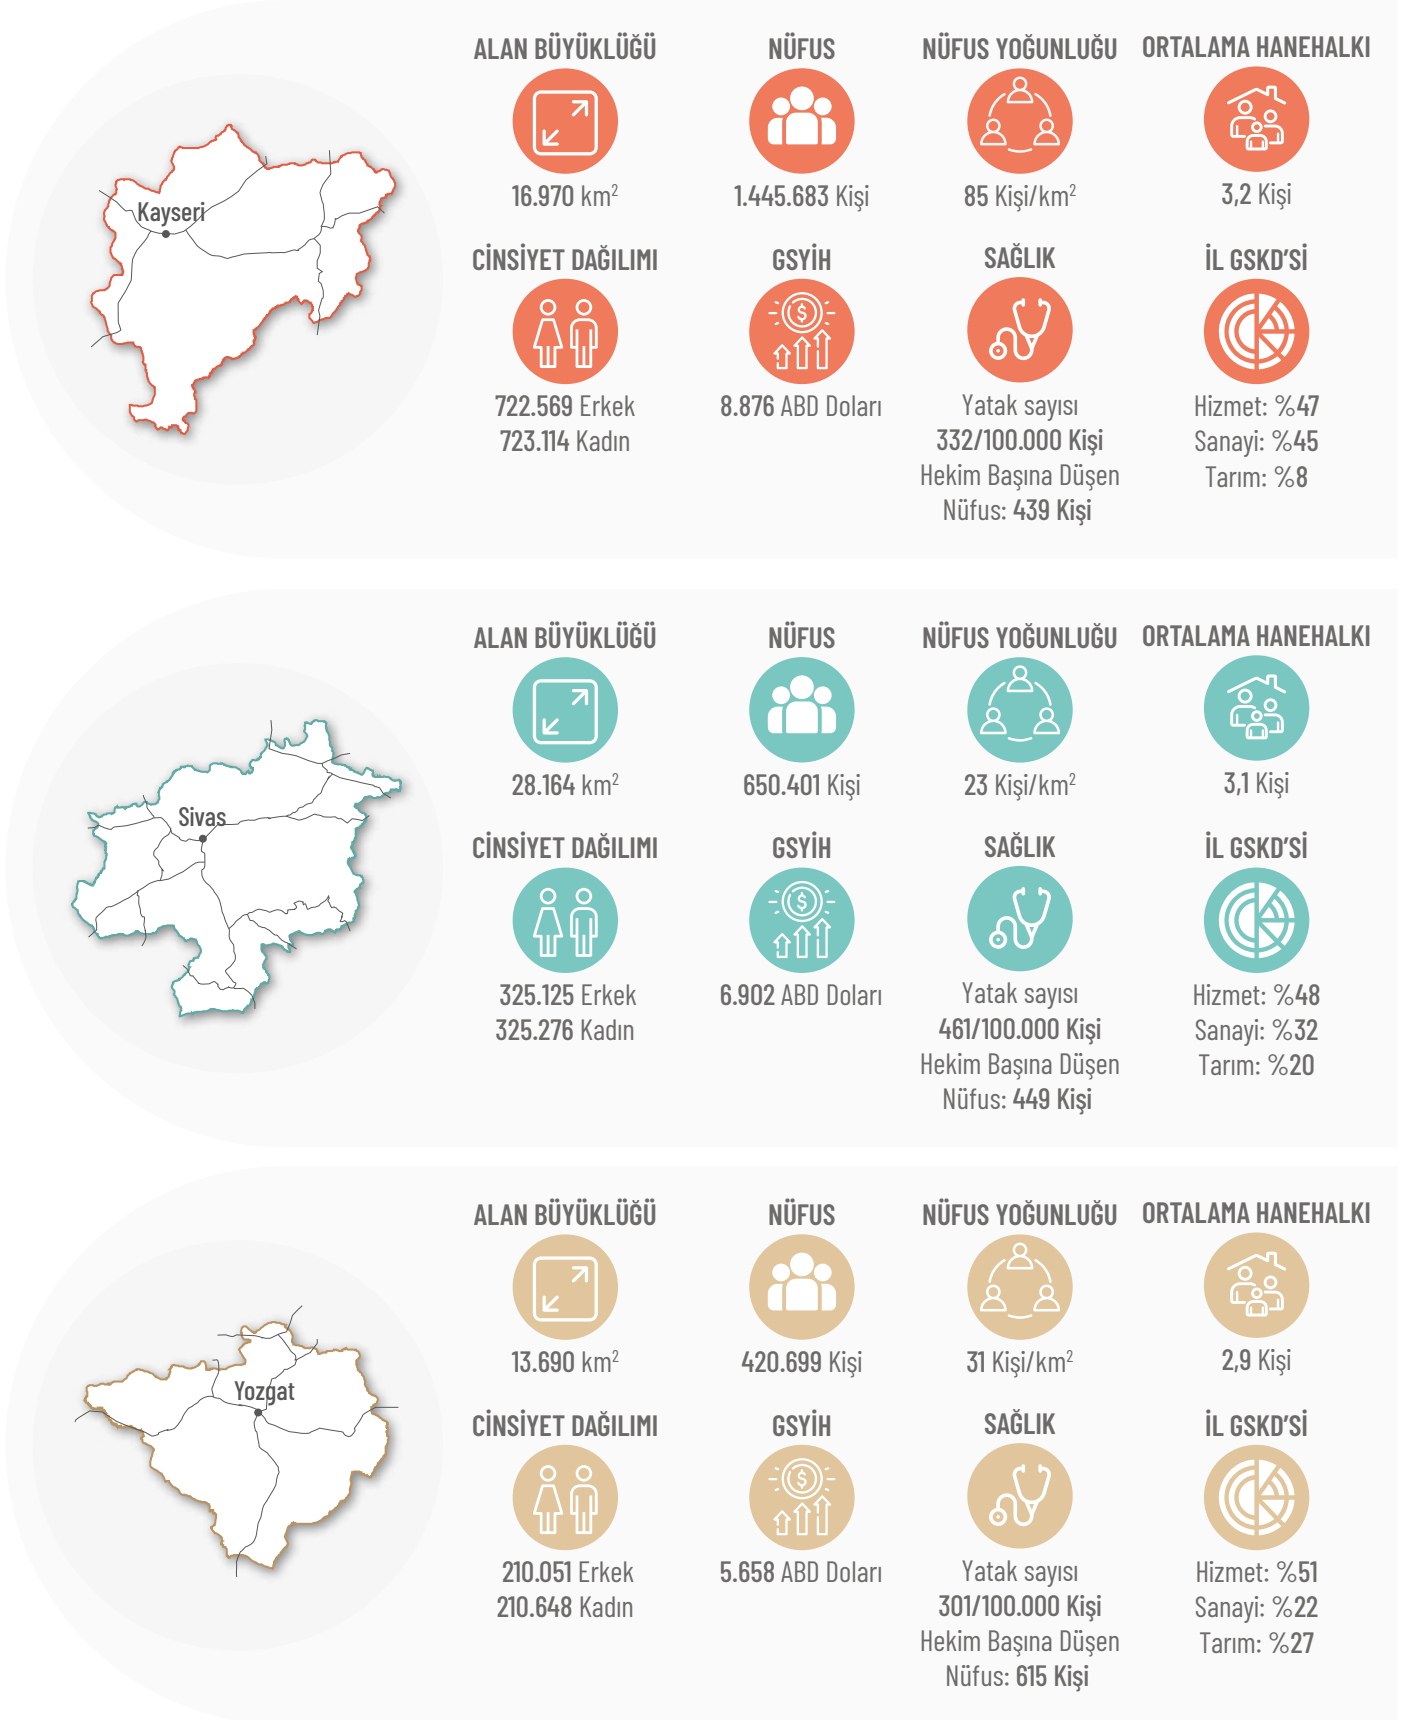 Kayseri
ALAN BÜYÜKLÜĞÜ
16.970 km²
NÜFUS
1.445.683 Kişi
NÜFUS YOĞUNLUĞU
85 Kişi/km²
ORTALAMA HANEHALKI
3,2 Kişi
CİNSİYET DAĞILIMI
722.569 Erkek
723.114 Kadın
GSYİH
8.876 ABD Doları
SAĞLIK
Yatak sayısı
332/100.000 Kişi
Hekim Başına Düşen
Nüfus: 439 Kişi
İL GSKD'Sİ
Hizmet: %47
Sanayi: %45
Tarım: %8
Sivas
ALAN BÜYÜKLÜĞÜ
28.164 km²
NÜFUS
650.401 Kişi
NÜFUS YOĞUNLUĞU
23 Kişi/km²
ORTALAMA HANEHALKI
3,1 Kişi
CİNSİYET DAĞILIMI
325.125 Erkek
325.276 Kadın
GSYİH
6.902 ABD Doları
SAĞLIK
Yatak sayısı
461/100.000 Kişi
Hekim Başına Düşen
Nüfus: 449 Kişi
İL GSKD'Sİ
Hizmet: %48
Sanayi: %32
Tarım: %20
Yozgat
ALAN BÜYÜKLÜĞÜ
13.690 km²
NÜFUS
420.699 Kişi
NÜFUS YOĞUNLUĞU
31 Kişi/km²
ORTALAMA HANEHALKI
2,9 Kişi
CİNSİYET DAĞILIMI
210.051 Erkek
210.648 Kadın
GSYİH
5.658 ABD Doları
SAĞLIK
Yatak sayısı
301/100.000 Kişi
Hekim Başına Düşen
Nüfus: 615 Kişi
İL GSKD'Sİ
Hizmet: %51
Sanayi: %22
Tarım: %27